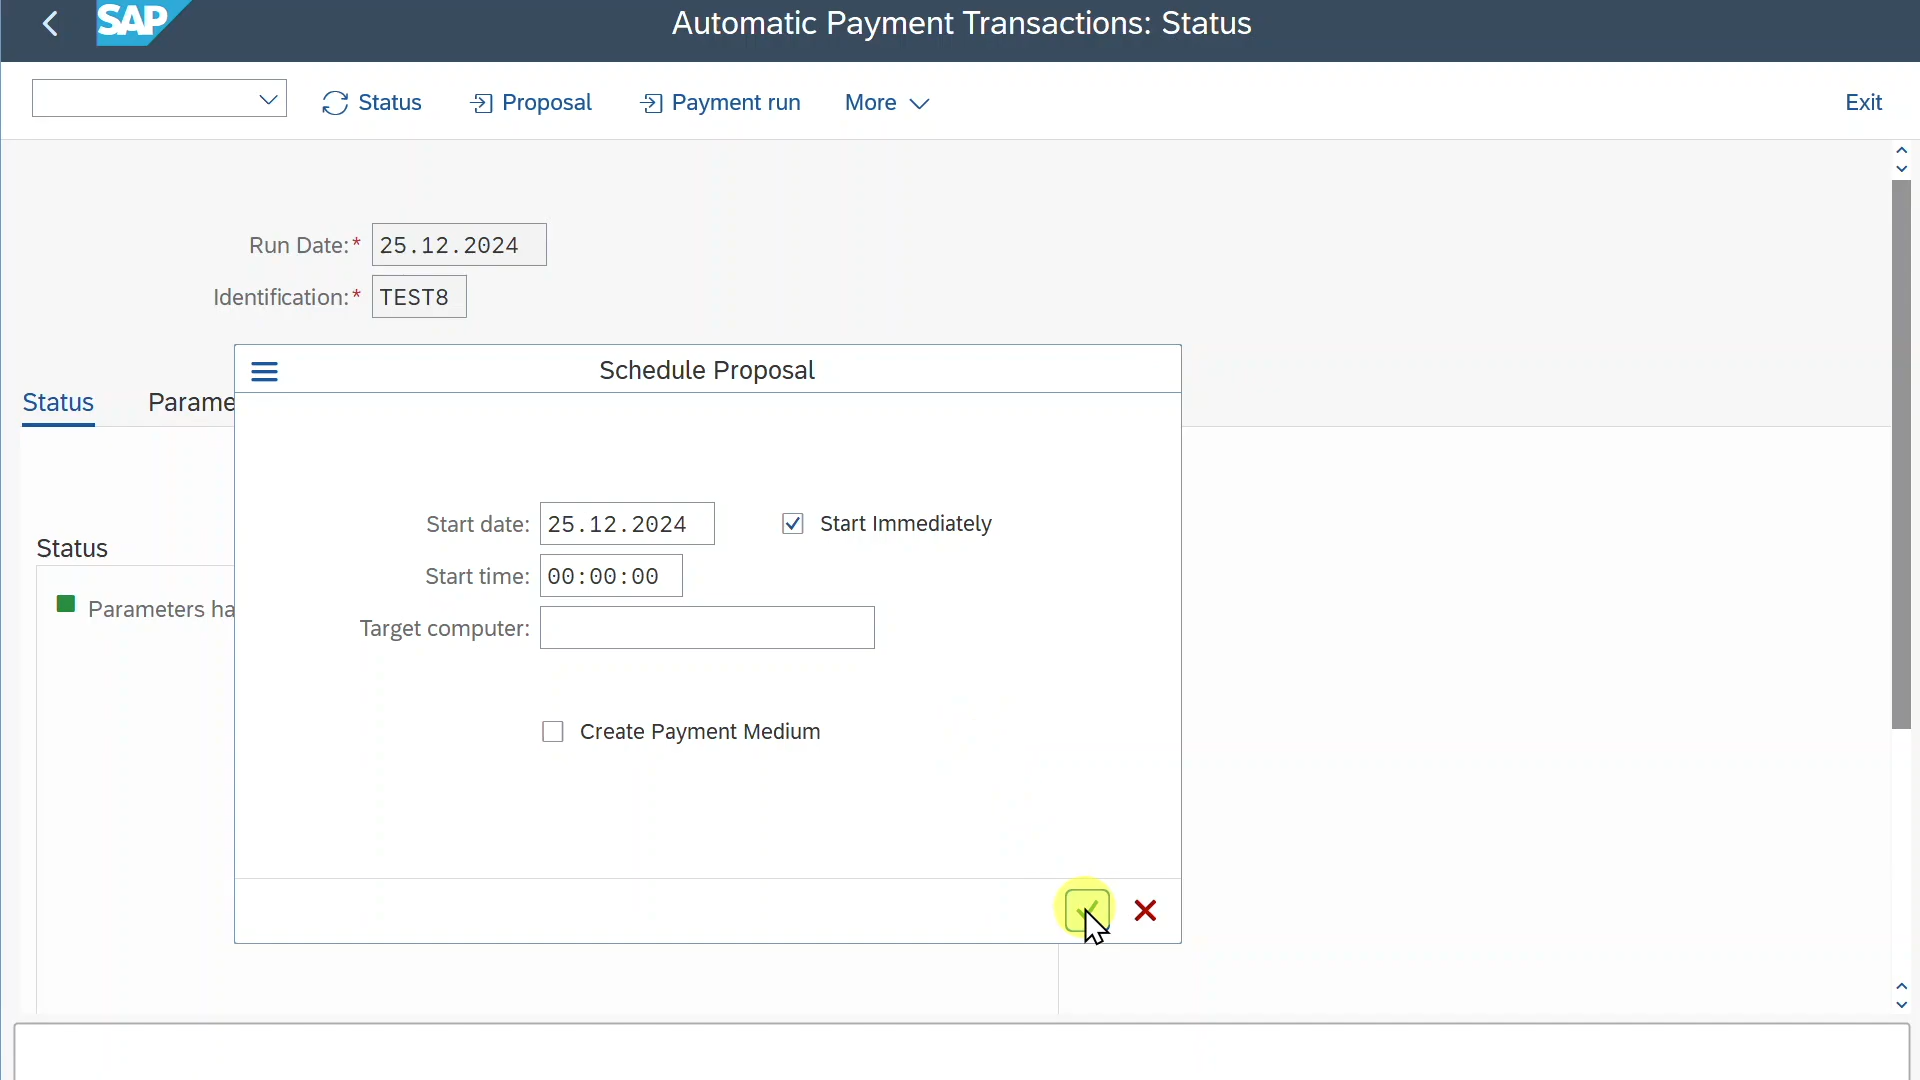 SAP
Automatic Payment Transactions: Status
Status
Proposal
Payment run
More
Exit
Run Date:* 25.12.2024
Identification:* TEST8
Schedule Proposal
Status
Parame
Start date: 25.12.2024
Start Immediately
Start time: 00:00:00
Target computer:
Status
Parameters ha
Create Payment Medium